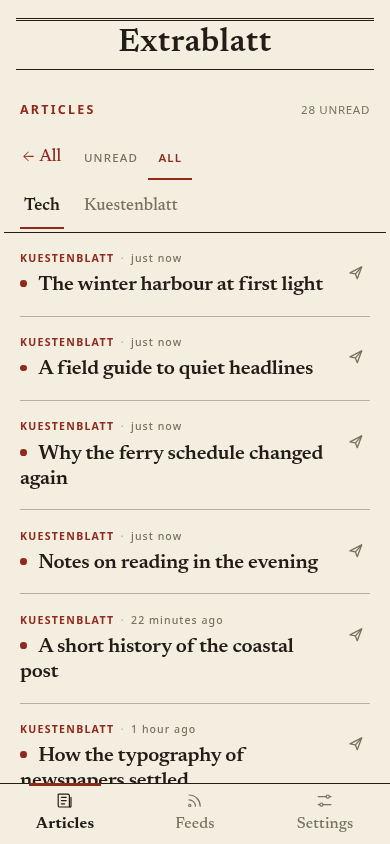 Extrablatt
ARTICLES
28 UNREAD
← All UNREAD ALL
Tech Kuestenblatt
KUESTENBLATT · just now
The winter harbour at first light
KUESTENBLATT · just now
A field guide to quiet headlines
KUESTENBLATT · just now
Why the ferry schedule changed
again
KUESTENBLATT · just now
Notes on reading in the evening
KUESTENBLATT · 22 minutes ago
A short history of the coastal
post
KUESTENBLATT · 1 hour ago
How the typography of
newspapers settled
Articles Feeds Settings